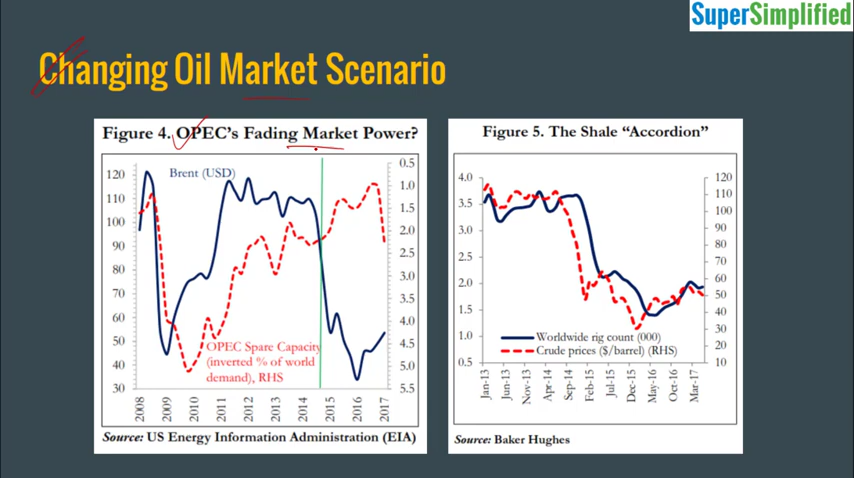 SuperSimplified
Changing Oil Market Scenario
Figure 4. OPEC's Fading Market Power?
Brent (USD)
120
110
100
90
80
70
60
50
40
30
0.5
1.0
1.5
2.0
2.5
3.0
3.5
4.0
4.5
5.0
5.5
OPEC Spare Capacity
(inverted % of world
demand), RHS
2008
2009
2010
2011
2012
2013
2014
2015
2016
2017
Source: US Energy Information Administration (EIA)
Figure 5. The Shale “Accordion”
4.0
3.5
3.0
2.5
2.0
1.5
1.0
0.5
120
110
100
90
80
70
60
50
40
30
20
10
Worldwide rig count (000)
Crude prices ($/barrel) (RHS)
Jan-13
Jun-13
Nov-13
Apr-14
Sep-14
Feb-15
Jul-15
Dec-15
May-16
Oct-16
Mar-17
Source: Baker Hughes